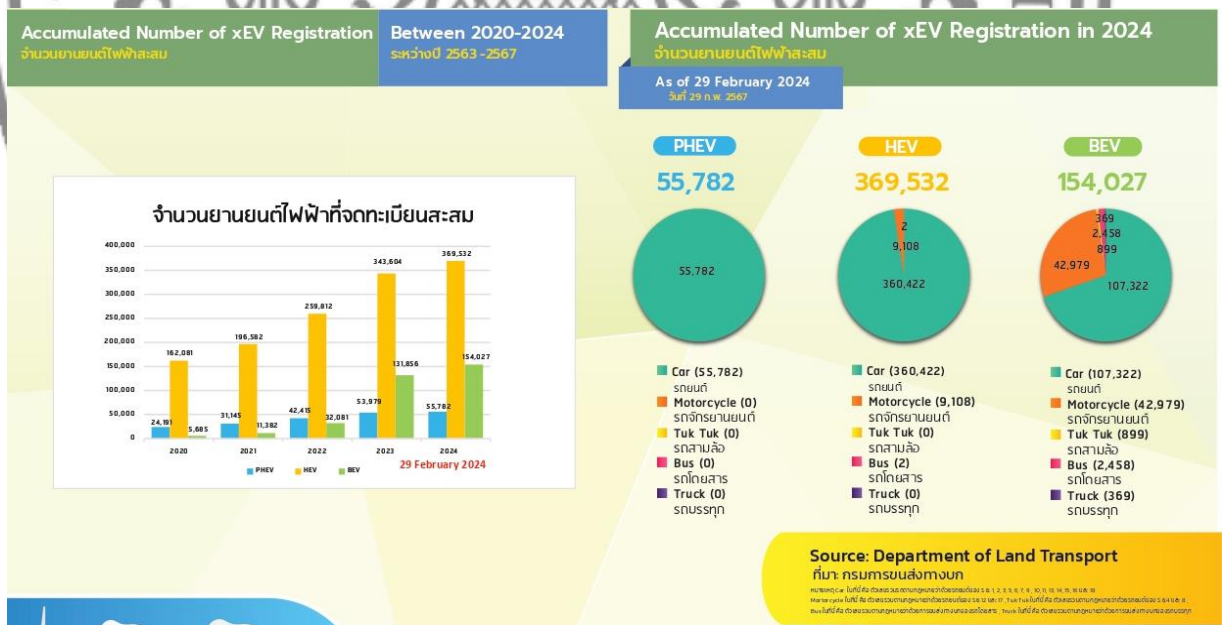 Accumulated Number of xEV Registration
จำนวนยานยนต์ไฟฟ้าสะสม
Between 2020-2024
ระหว่างปี 2563 -2567
จำนวนยานยนต์ไฟฟ้าที่จดทะเบียนสะสม
400,000
350,000
300,000
250,000
200,000
150,000
100,000
50,000
0
24,191
162,081
5,685
31,145
196,582
11,382
42,415
259,812
32,081
53,979
343,604
131,856
55,782
369,532
154,027
2020
2021
2022
2023
2024
PHEV
HEV
BEV
29 February 2024
Accumulated Number of xEV Registration in 2024
จำนวนยานยนต์ไฟฟ้าสะสม
As of 29 February 2024
วันที่ 29 ก.พ. 2567
PHEV
55,782
55,782
Car (55,782)
รถยนต์
Motorcycle (0)
รถจักรยานยนต์
Tuk Tuk (0)
รถสามล้อ
Bus (0)
รถโดยสาร
Truck (0)
รถบรรทุก
HEV
369,532
2
9,108
360,422
Car (360,422)
รถยนต์
Motorcycle (9,108)
รถจักรยานยนต์
Tuk Tuk (0)
รถสามล้อ
Bus (2)
รถโดยสาร
Truck (0)
รถบรรทุก
BEV
154,027
369
2,458
899
42,979
107,322
Car (107,322)
รถยนต์
Motorcycle (42,979)
รถจักรยานยนต์
Tuk Tuk (899)
รถสามล้อ
Bus (2,458)
รถโดยสาร
Truck (369)
รถบรรทุก
Source: Department of Land Transport
ที่มา: กรมการขนส่งทางบก